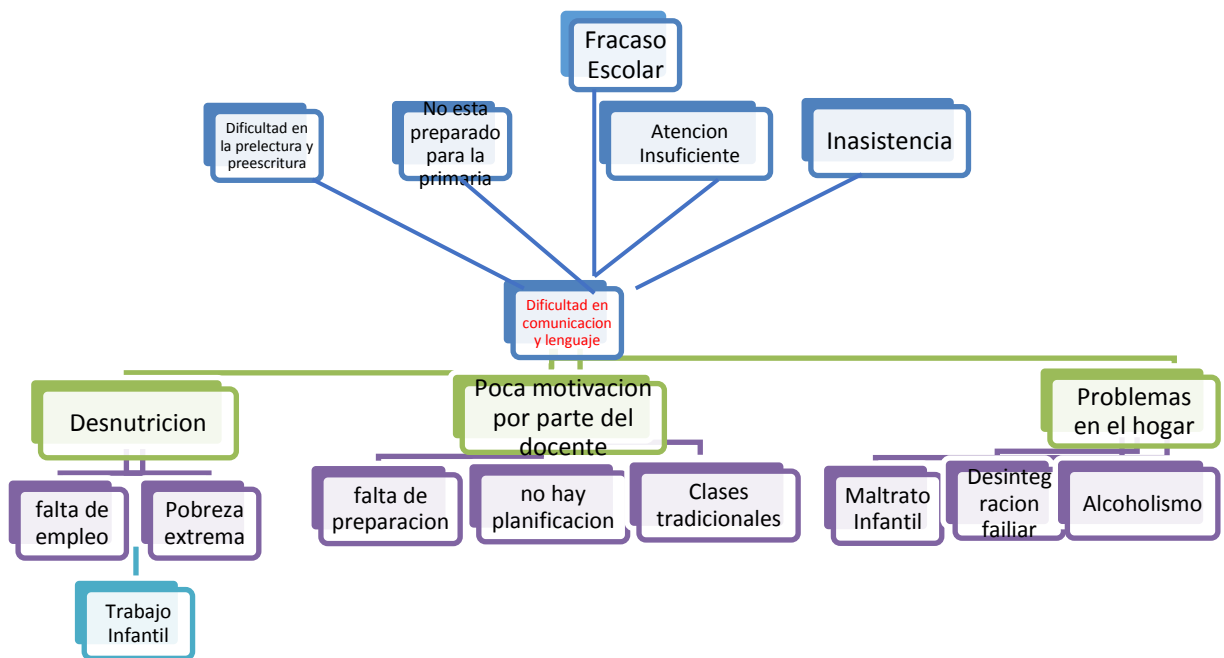 Fracaso
Escolar
Dificultad en
la prelectura y
preescritura
No esta
preparado
para la
primaria
Atencion
Insuficiente
Inasistencia
Dificultad en
comunicacion
y lenguaje
Desnutricion
Poca motivacion
por parte del
docente
Problemas
en el hogar
falta de
empleo
Pobreza
extrema
falta de
preparacion
no hay
planificacion
Clases
tradicionales
Maltrato
Infantil
Desinteg
racion
failiar
Alcoholismo
Trabajo
Infantil